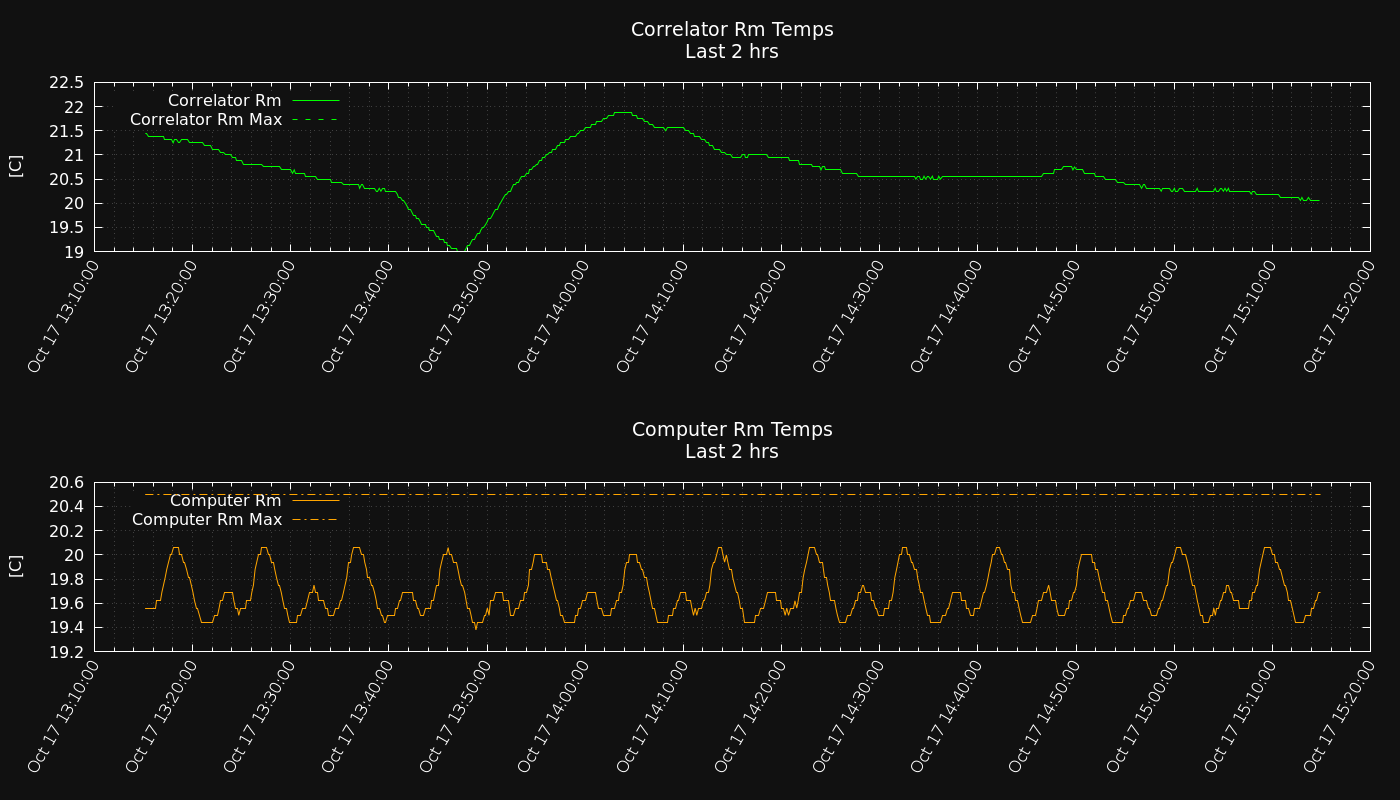 Correlator Rm Temps
Last 2 hrs
22.5
22
21.5
21
20.5
20
19.5
19
[C]
Correlator Rm
Correlator Rm Max
Oct 17 13:10:00
Oct 17 13:20:00
Oct 17 13:30:00
Oct 17 13:40:00
Oct 17 13:50:00
Oct 17 14:00:00
Oct 17 14:10:00
Oct 17 14:20:00
Oct 17 14:30:00
Oct 17 14:40:00
Oct 17 14:50:00
Oct 17 15:00:00
Oct 17 15:10:00
Oct 17 15:20:00
Computer Rm Temps
Last 2 hrs
20.6
20.4
20.2
20
19.8
19.6
19.4
19.2
[C]
Computer Rm
Computer Rm Max
Oct 17 13:10:00
Oct 17 13:20:00
Oct 17 13:30:00
Oct 17 13:40:00
Oct 17 13:50:00
Oct 17 14:00:00
Oct 17 14:10:00
Oct 17 14:20:00
Oct 17 14:30:00
Oct 17 14:40:00
Oct 17 14:50:00
Oct 17 15:00:00
Oct 17 15:10:00
Oct 17 15:20:00